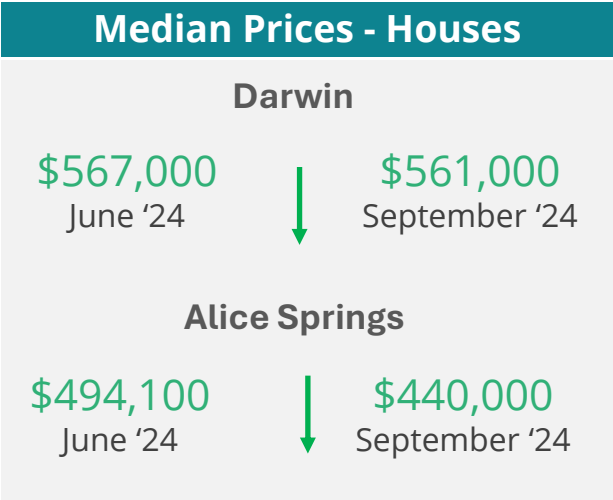 Median Prices - Houses
Darwin
$567,000 $561,000
June ‘24 September ‘24
Alice Springs
$494,100 $440,000
June ‘24 September ‘24